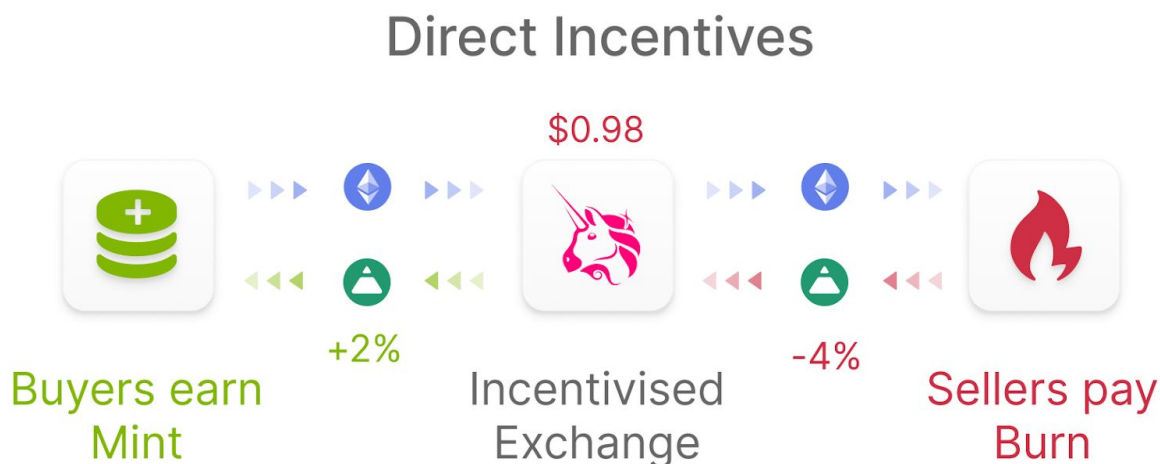 Direct Incentives
$0.98
+2%
-4%
Buyers earn
Mint
Incentivised
Exchange
Sellers pay
Burn